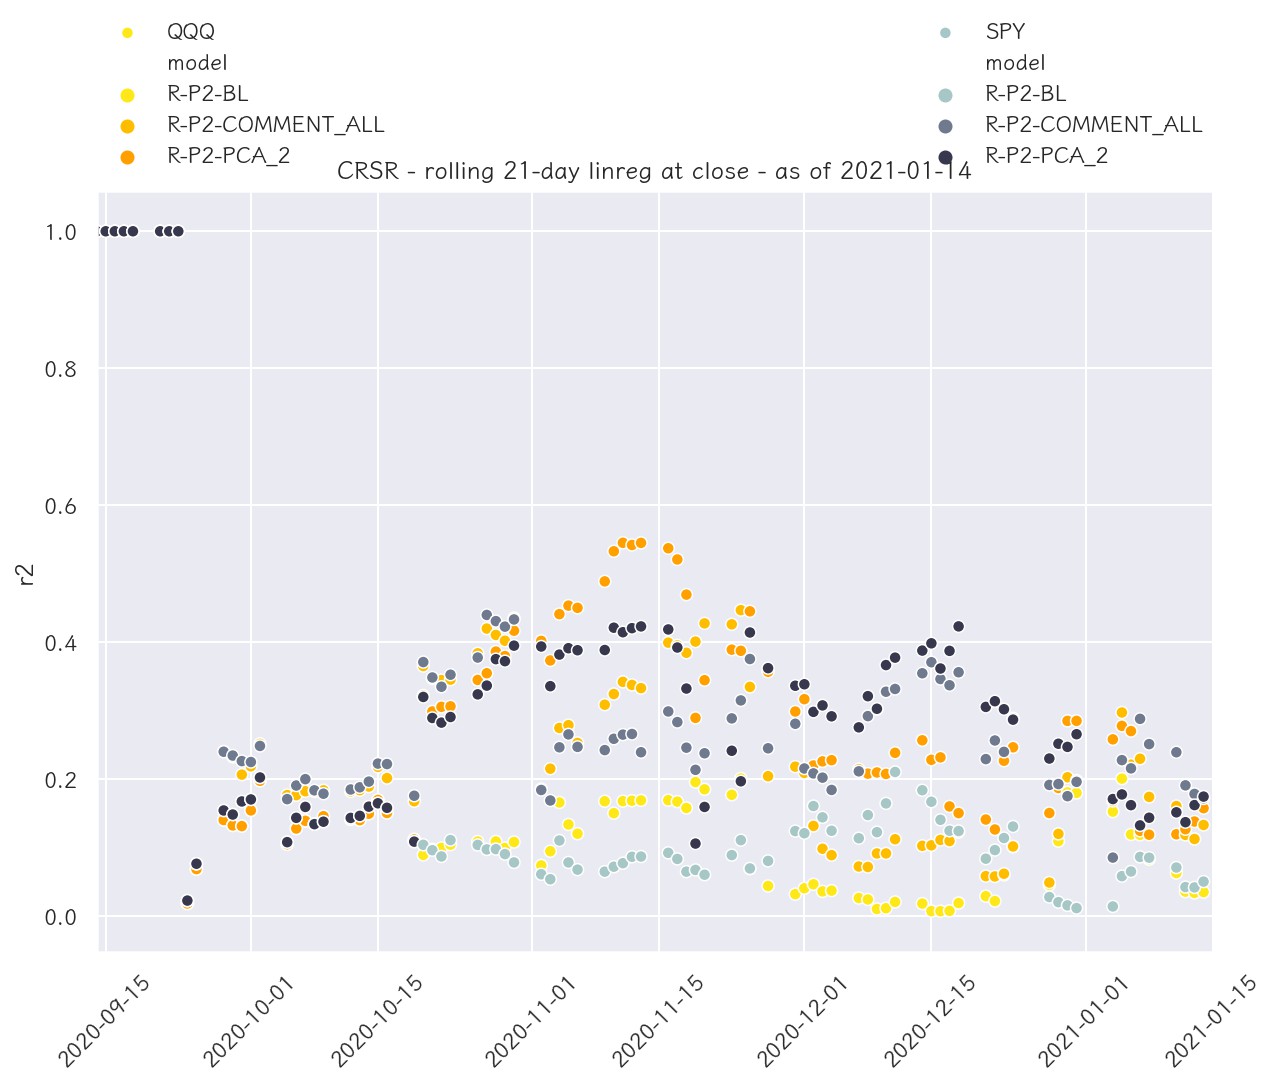 QQQ
model
R-P2-BL
R-P2-COMMENT_ALL
R-P2-PCA_2
SPY
model
R-P2-BL
R-P2-COMMENT_ALL
R-P2-PCA_2
CRSR - rolling 21-day linreg at close - as of 2021-01-14
1.0
0.8
0.6
0.4
0.2
0.0
r2
2020-09-15
2020-10-01
2020-10-15
2020-11-01
2020-11-15
2020-12-01
2020-12-15
2021-01-01
2021-01-15